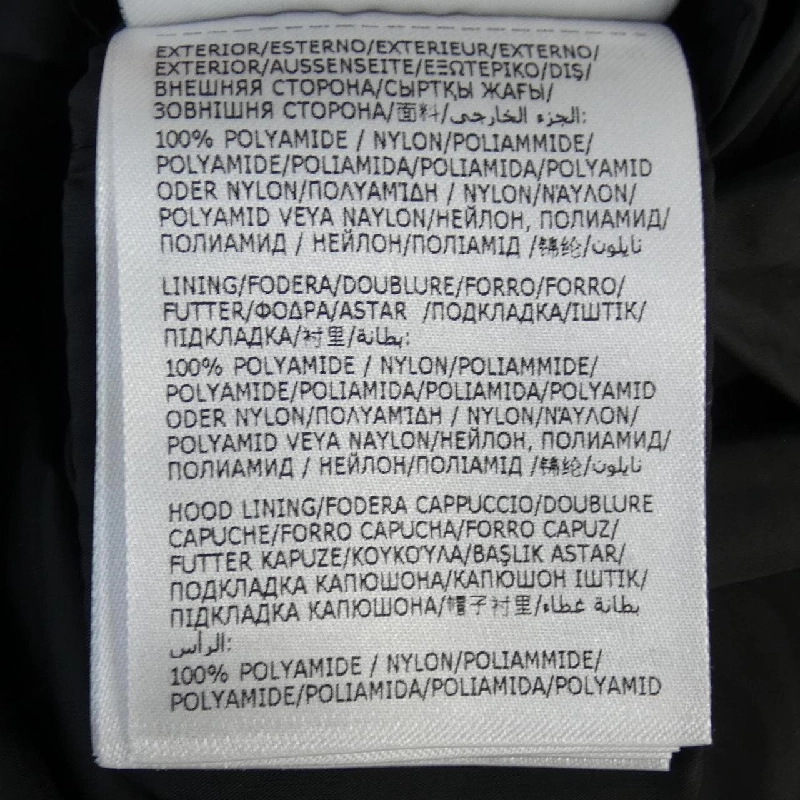 EXTERIOR/ESTERNO/EXTERIEUR/EXTERNO/
EXTERIOR/AUSSENSEITE/ΕΞΩΤΕΡΙΚΟ/DIŞ/
ВНЕШНЯЯ СТОРОНА/СЫРТҚЫ ЖАҒЫ/
ЗОВНІШНЯ СТОРОНА/面料/الجزء الخارجي:
100% POLYAMIDE / NYLON/POLIAMMIDE/
POLYAMIDE/POLIAMIDA/POLIAMIDA/POLYAMID
ODER NYLON/ΠΟΛΥΑΜΊΔΗ / NYLON/ΝΆΥΛΟΝ/
POLYAMID VEYA NAYLON/НЕЙЛОН, ПОЛИАМИД/
ПОЛИАМИД / НЕЙЛОН/ПОЛІАМІД /锦纶/نايلون
LINING/FODERA/DOUBLURE/FORRO/FORRO/
FUTTER/ΦΟΔΡΑ/ASTAR /ПОДКЛАДКА/ІШТІК/
ПІДКЛАДКА/衬里/بطانة:
100% POLYAMIDE / NYLON/POLIAMMIDE/
POLYAMIDE/POLIAMIDA/POLIAMIDA/POLYAMID
ODER NYLON/ΠΟΛΥΑΜΊΔΗ / NYLON/ΝΆΥΛΟΝ/
POLYAMID VEYA NAYLON/НЕЙЛОН, ПОЛИАМИД/
ПОЛИАМИД / НЕЙЛОН/ПОЛІАМІД /锦纶/نايلون
HOOD LINING/FODERA CAPPUCCIO/DOUBLURE
CAPUCHE/FORRO CAPUCHA/FORRO CAPUZ/
FUTTER KAPUZE/ΚΟΥΚΟΎΛΑ/BAŞLIK ASTAR/
ПОДКЛАДКА КАПЮШОНА/КАПЮШОН ІШТІК/
ПІДКЛАДКА КАПЮШОНА/帽子衬里/بطانة غطاء
الرأس:
100% POLYAMIDE / NYLON/POLIAMMIDE/
POLYAMIDE/POLIAMIDA/POLIAMIDA/POLYAMID